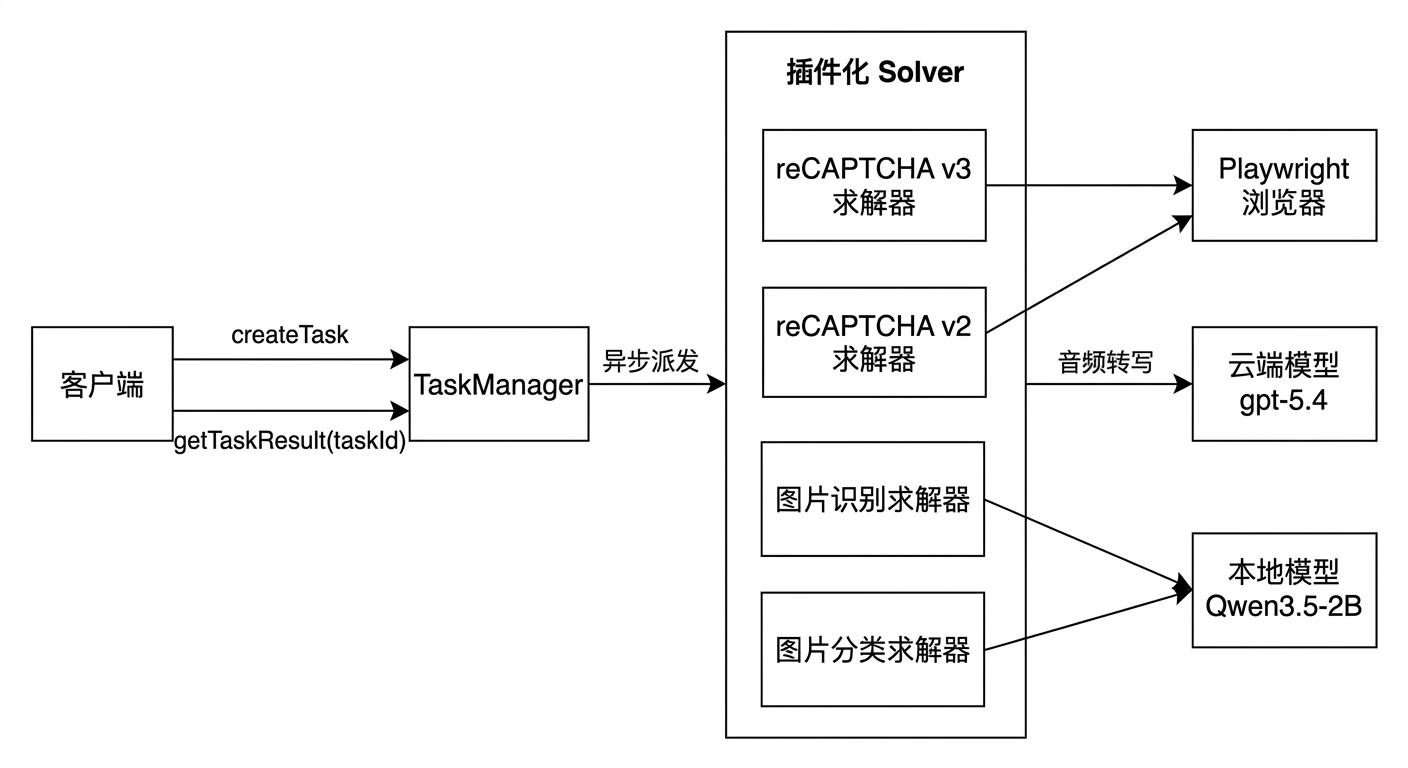 插件化 Solver
reCAPTCHA v3
求解器
Playwright
浏览器
reCAPTCHA v2
求解器
客户端
createTask
getTaskResult(taskId)
TaskManager
异步派发
音频转写
云端模型
gpt-5.4
图片识别求解器
本地模型
Qwen3.5-2B
图片分类求解器